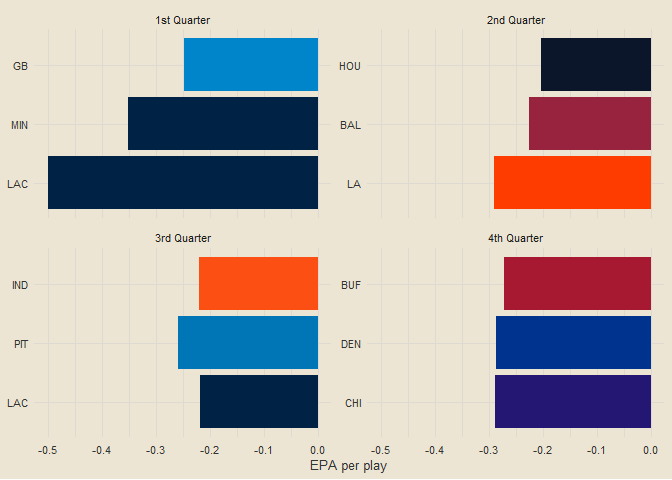 1st Quarter
2nd Quarter
GB
MIN
LAC
HOU
BAL
LA
3rd Quarter
4th Quarter
IND
PIT
LAC
BUF
DEN
CHI
-0.5 -0.4 -0.3 -0.2 -0.1 0.0
-0.5 -0.4 -0.3 -0.2 -0.1 0.0
EPA per play